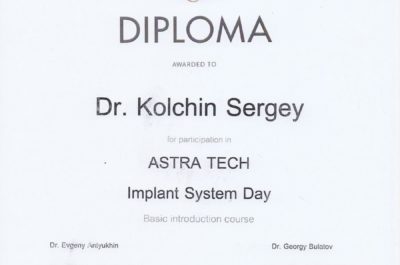 DIPLOMA
AWARDED TO
Dr. Kolchin Sergey
for participation in
ASTRA TECH
Implant System Day
Basic introduction course
Dr. Evgeny Antyukhin
Dr. Georgy Bulatov